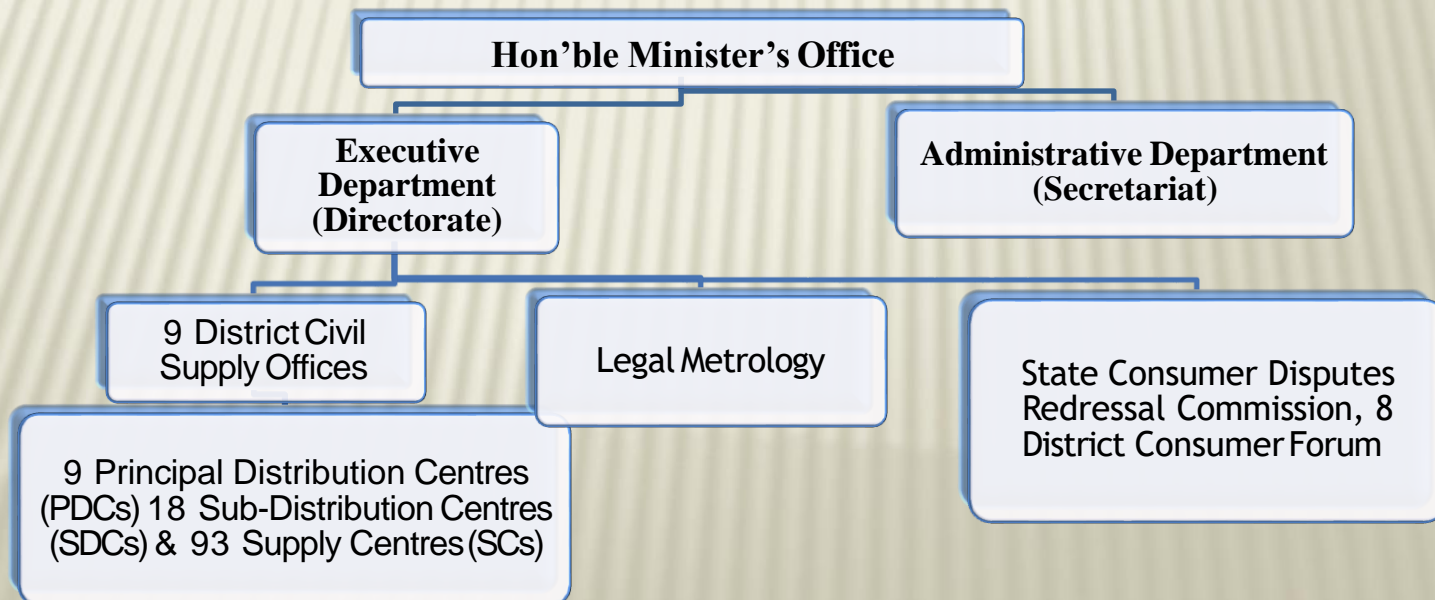 Hon’ble Minister’s Office
Executive
Department
(Directorate)
Administrative Department
(Secretariat)
9 District Civil
Supply Offices
Legal Metrology
State Consumer Disputes
Redressal Commission, 8
District Consumer Forum
9 Principal Distribution Centres
(PDCs) 18 Sub-Distribution Centres
(SDCs) & 93 Supply Centres (SCs)